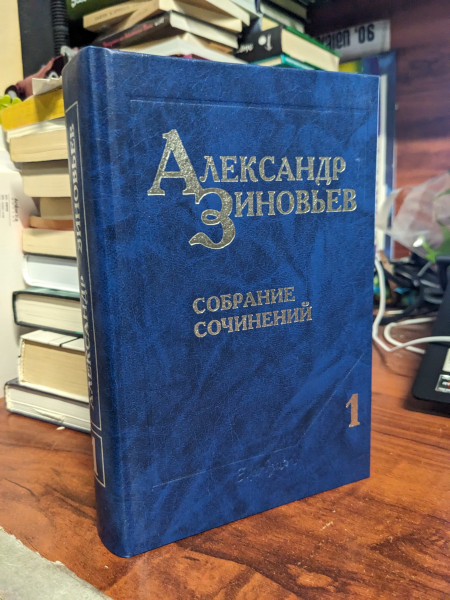 АЛЕКСАНДР
ЗИНОВЬЕВ
СОБРАНИЕ
СОЧИНЕНИЙ
1
АЛЕКСАНДР ЗИНОВЬЕВ